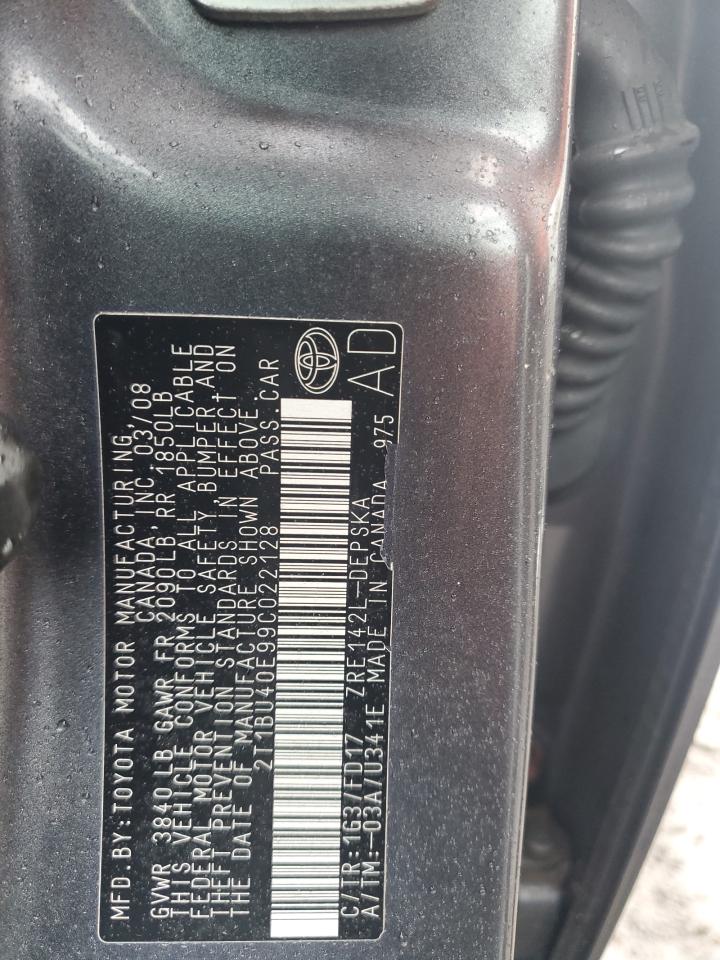 MFD.BY:TOYOTA MOTOR MANUFACTURING,
CANADA, INC. 03/08
GVWR 3840 LB GAWR FR 2090LB, RR 1850LB
THIS VEHICLE CONFORMS TO ALL APPLICABLE
FEDERAL MOTOR VEHICLE SAFETY, BUMPER AND
THEFT PREVENTION STANDARDS IN EFFECT ON
THE DATE OF MANUFACTURE SHOWN ABOVE
2T1BU40E99C022128 PASS.CAR
C/TR:1G3/FD17 ZRE142L-DEPSKA
A/TM:-03A/U341E MADE IN CANADA 975
AD